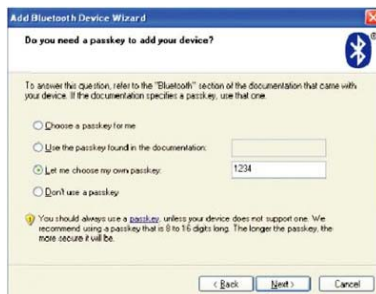 Add Bluetooth Device Wizard
Do you need a passkey to add your device?
To answer this question, refer to the "Bluetooth" section of the documentation that came with
your device. If the documentation specifies a passkey, use that one.
Choose a passkey for me
Use the passkey found in the documentation:
Let me choose my own passkey:
1234
Don't use a passkey
You should always use a passkey, unless your device does not support one. We
recommend using a passkey that is 8 to 16 digits long. The longer the passkey, the
more secure it will be.
< Back
Next >
Cancel